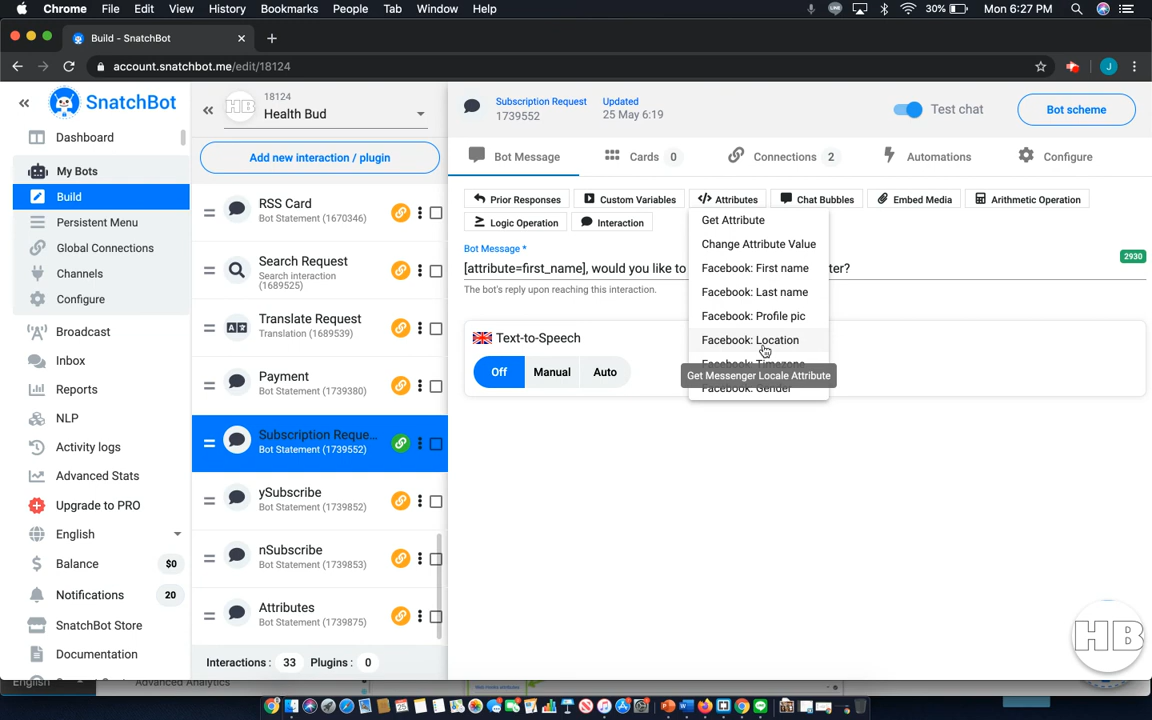 Chrome File Edit View History Bookmarks People Tab Window Help 30% Mon 6:27 PM
Build - SnatchBot
account.snatchbot.me/edit/18124 J
SnatchBot
Dashboard
My Bots
Build
Persistent Menu
Global Connections
Channels
Configure
Broadcast
Inbox
Reports
NLP
Activity logs
Advanced Stats
Upgrade to PRO
English
Balance $0
Notifications 20
SnatchBot Store
Documentation
HB
18124
Health Bud
Add new interaction / plugin
RSS Card
Bot Statement (1670346)
Search Request
Search interaction
(1689525)
Translate Request
Translation (1689539)
Payment
Bot Statement (1739380)
Subscription Reque...
Bot Statement (1739552)
ySubscribe
Bot Statement (1739852)
nSubscribe
Bot Statement (1739853)
Attributes
Bot Statement (1739875)
Interactions : 33 Plugins : 0
Subscription Request
1739552
Updated
25 May 6:19
Test chat
Bot scheme
Bot Message Cards 0 Connections 2 Automations Configure
Prior Responses Custom Variables Attributes Chat Bubbles Embed Media Arithmetic Operation
Logic Operation Interaction
Get Attribute
Change Attribute Value
Facebook: First name
Facebook: Last name
Facebook: Profile pic
Facebook: Location
Facebook: Timezone
Get Messenger Locale Attribute
Facebook: Gender
Bot Message *
2930
[attribute=first_name], would you like to ter?
The bot's reply upon reaching this interaction.
Text-to-Speech
Off Manual Auto
HB
English
Advanced Analytics